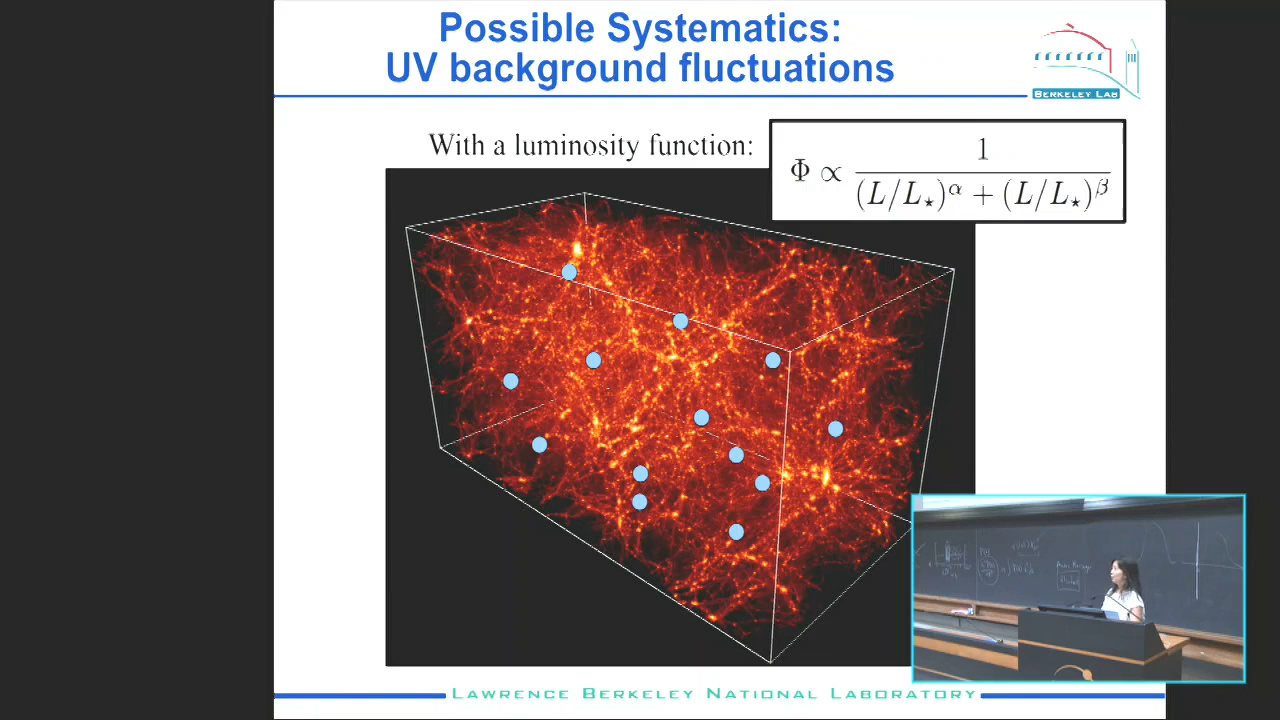 Possible Systematics:
UV background fluctuations
BERKELEY LAB
With a luminosity function:
Φ ∝ 1 / ((L/L⋆)^α + (L/L⋆)^β)
LAWRENCE BERKELEY NATIONAL LABORATORY